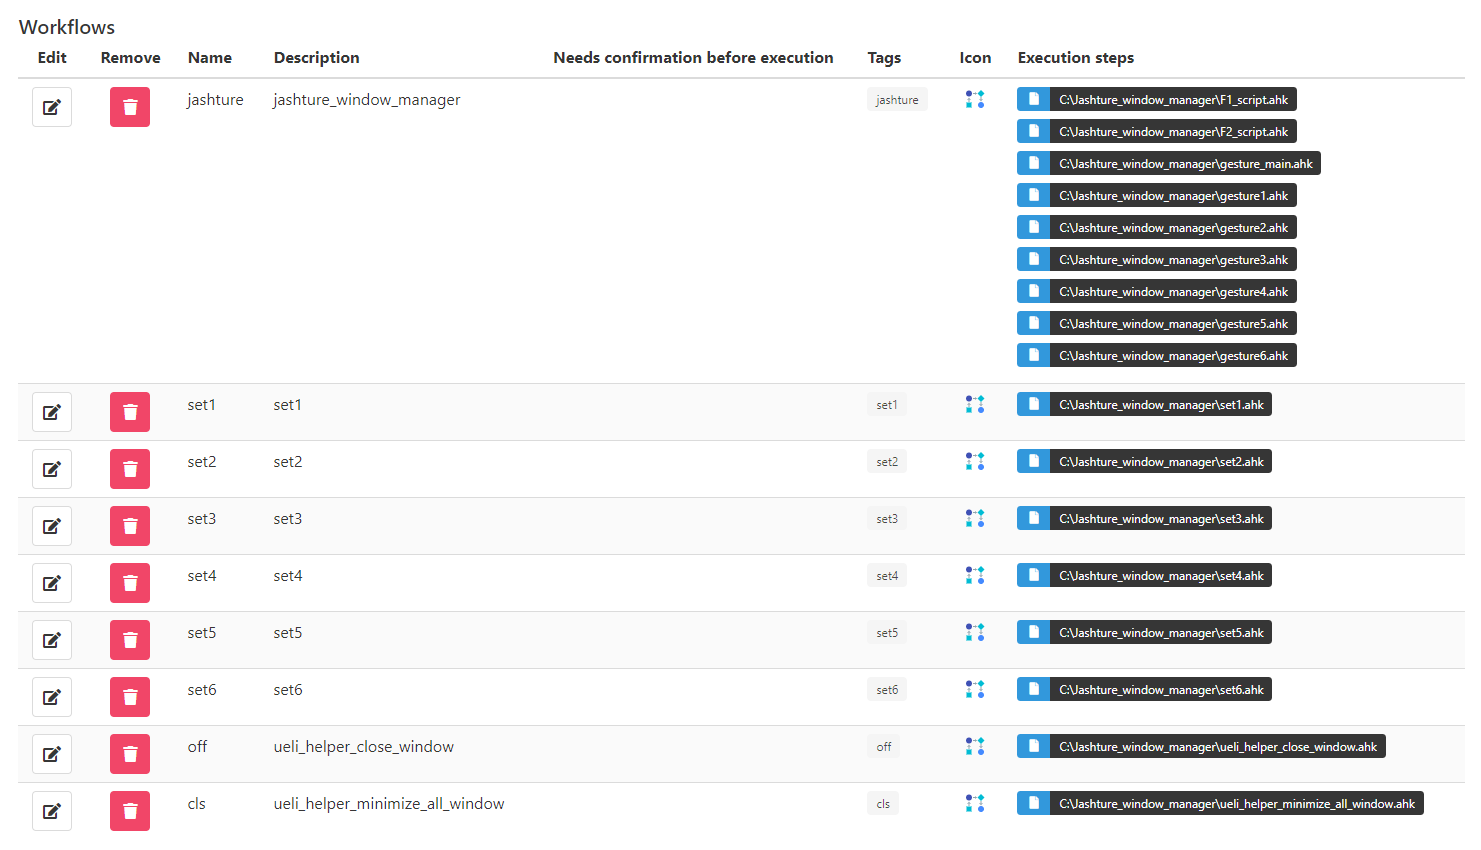 Workflows
Edit Remove Name Description Needs confirmation before execution Tags Icon Execution steps
jashture jashture_window_manager jashture C:\Jashture_window_manager\F1_script.ahk
C:\Jashture_window_manager\F2_script.ahk
C:\Jashture_window_manager\gesture_main.ahk
C:\Jashture_window_manager\gesture1.ahk
C:\Jashture_window_manager\gesture2.ahk
C:\Jashture_window_manager\gesture3.ahk
C:\Jashture_window_manager\gesture4.ahk
C:\Jashture_window_manager\gesture5.ahk
C:\Jashture_window_manager\gesture6.ahk
set1 set1 set1 C:\Jashture_window_manager\set1.ahk
set2 set2 set2 C:\Jashture_window_manager\set2.ahk
set3 set3 set3 C:\Jashture_window_manager\set3.ahk
set4 set4 set4 C:\Jashture_window_manager\set4.ahk
set5 set5 set5 C:\Jashture_window_manager\set5.ahk
set6 set6 set6 C:\Jashture_window_manager\set6.ahk
off ueli_helper_close_window off C:\Jashture_window_manager\ueli_helper_close_window.ahk
cls ueli_helper_minimize_all_window cls C:\Jashture_window_manager\ueli_helper_minimize_all_window.ahk